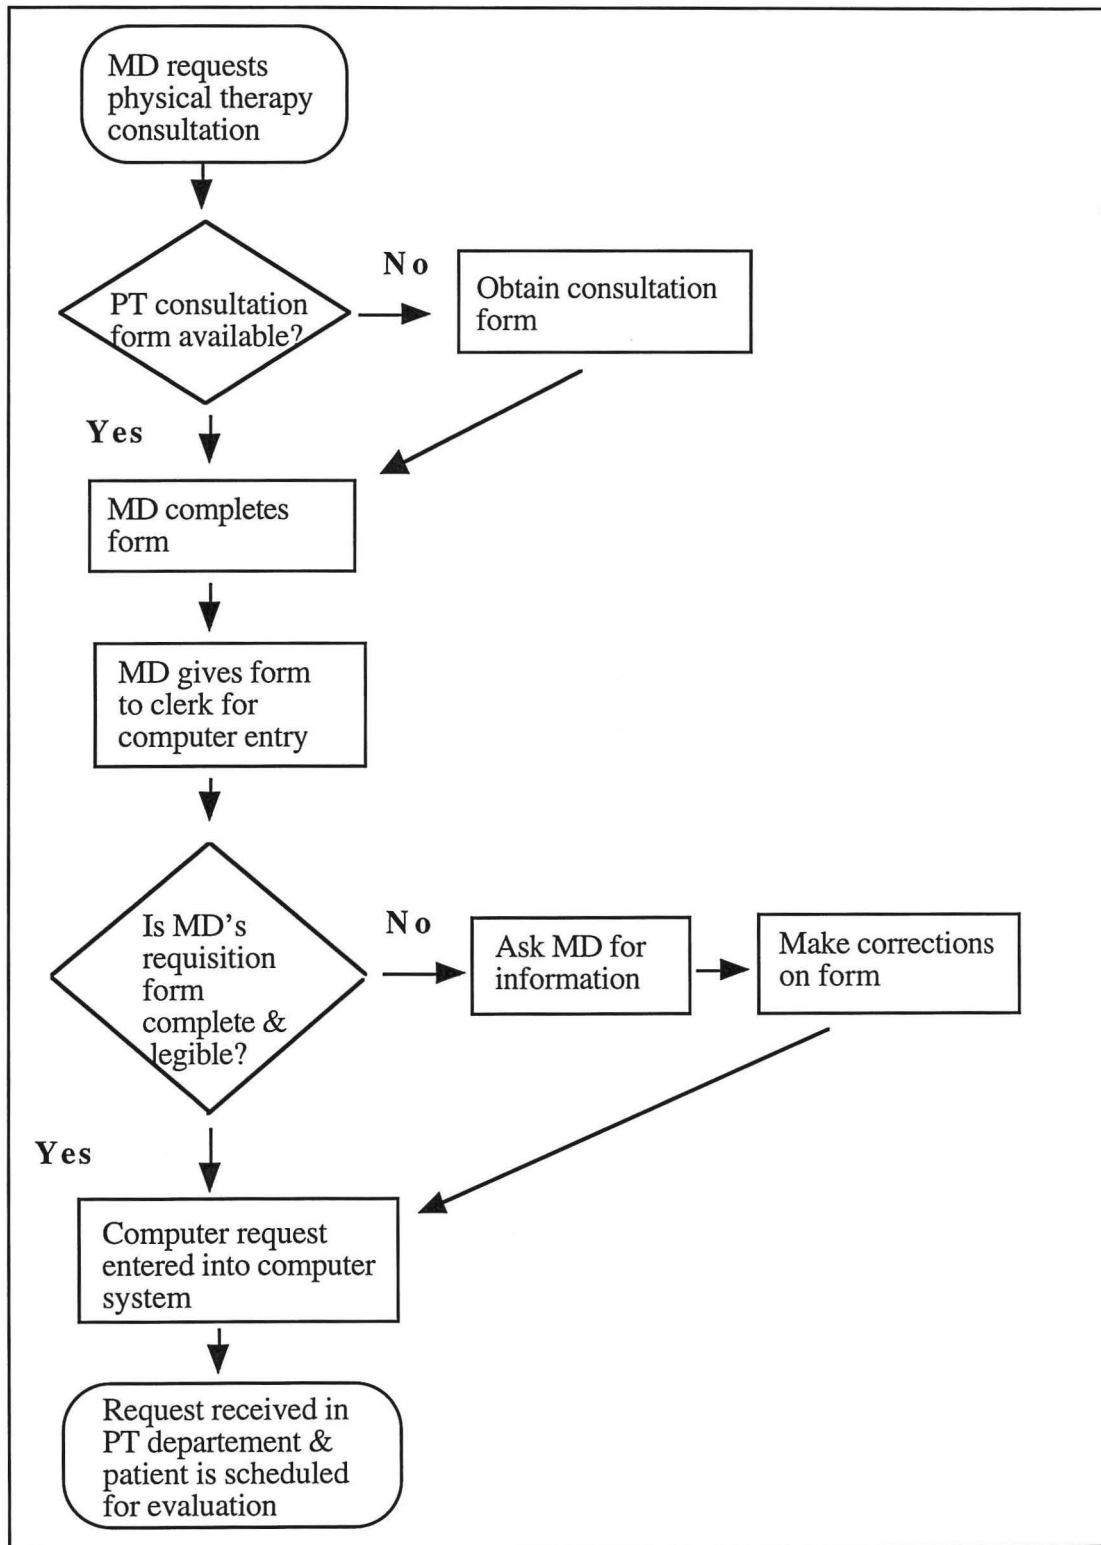 MD requests
physical therapy
consultation
PT consultation
form available?
No
Obtain consultation
form
Yes
MD completes
form
MD gives form
to clerk for
computer entry
Is MD's
requisition
form
complete &
legible?
No
Ask MD for
information
Make corrections
on form
Yes
Computer request
entered into computer
system
Request received in
PT departement &
patient is scheduled
for evaluation